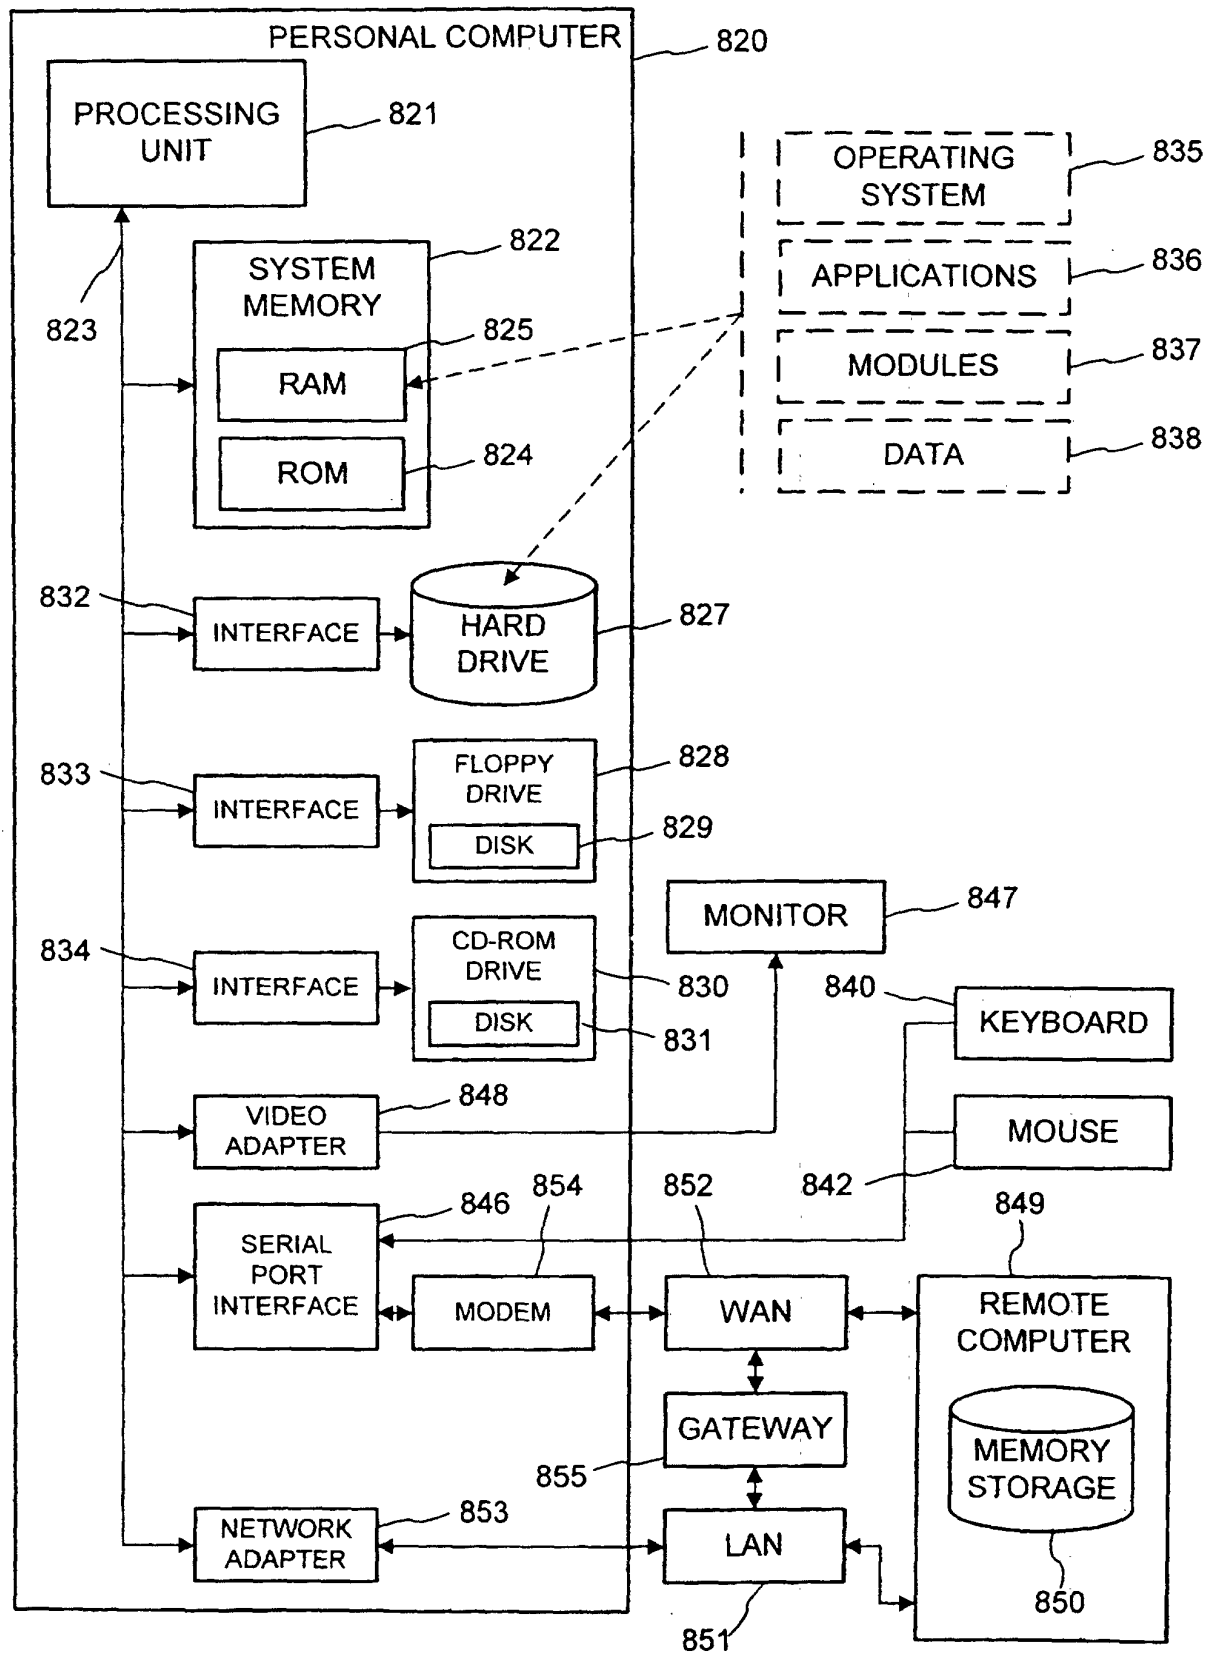 PERSONAL COMPUTER
820
PROCESSING
UNIT
821
823
822
SYSTEM
MEMORY
825
RAM
824
ROM
835
OPERATING
SYSTEM
836
APPLICATIONS
837
MODULES
838
DATA
832
INTERFACE
HARD
DRIVE
827
833
INTERFACE
FLOPPY
DRIVE
828
DISK
829
834
INTERFACE
CD-ROM
DRIVE
830
DISK
831
MONITOR
847
840
KEYBOARD
MOUSE
842
VIDEO
ADAPTER
848
846
SERIAL
PORT
INTERFACE
854
MODEM
852
WAN
849
REMOTE
COMPUTER
MEMORY
STORAGE
850
GATEWAY
855
NETWORK
ADAPTER
853
LAN
851